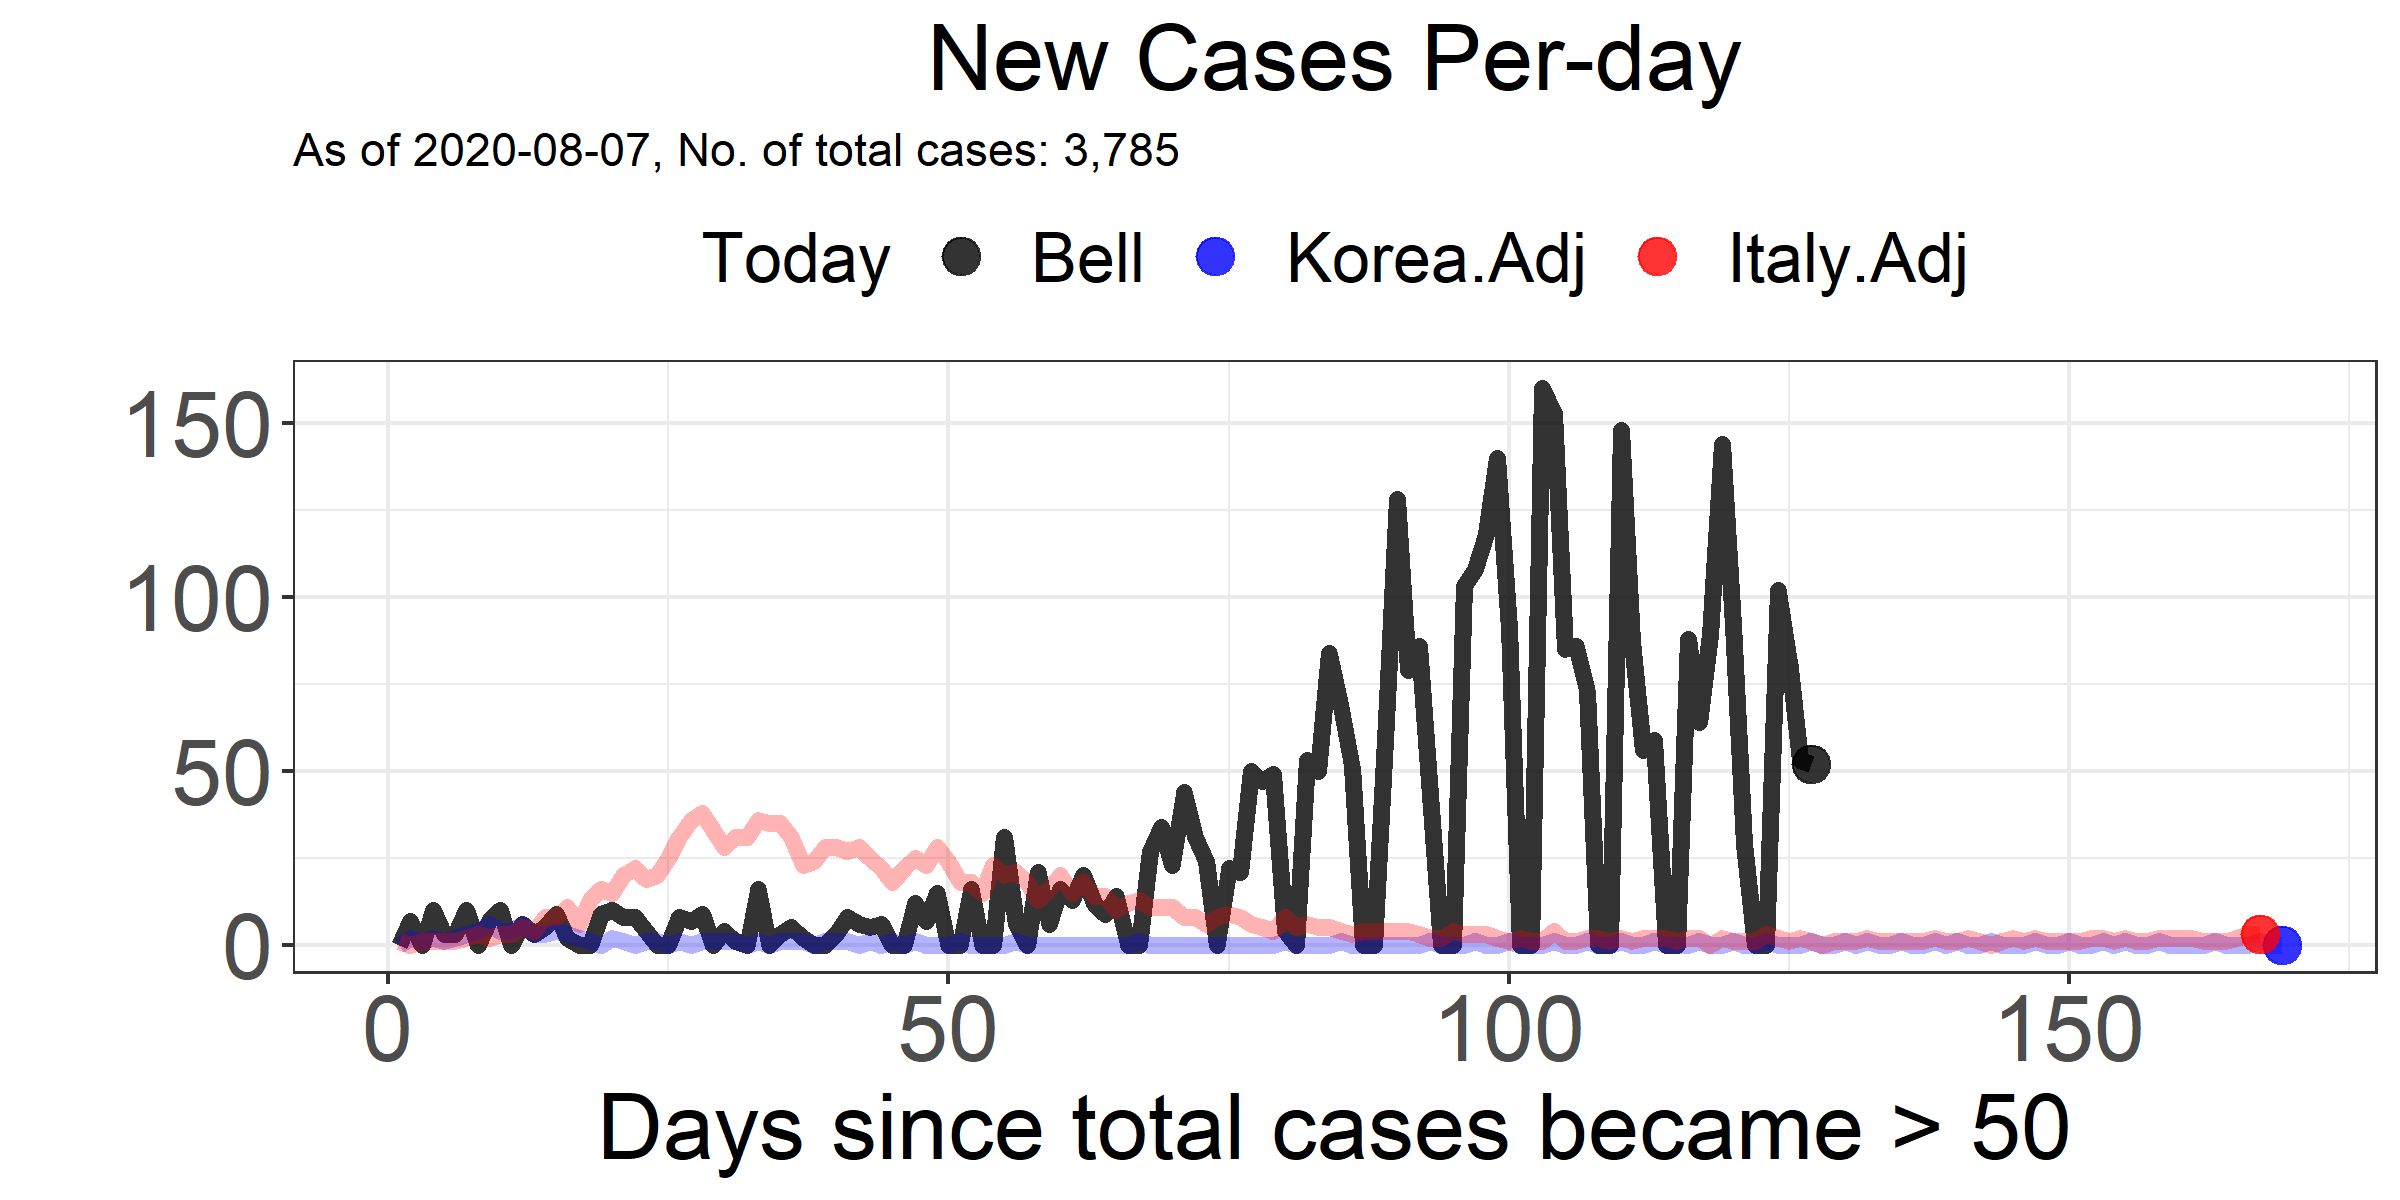 New Cases Per-day
As of 2020-08-07, No. of total cases: 3,785
Today Bell Korea.Adj Italy.Adj
150
100
50
0
0 50 100 150
Days since total cases became > 50